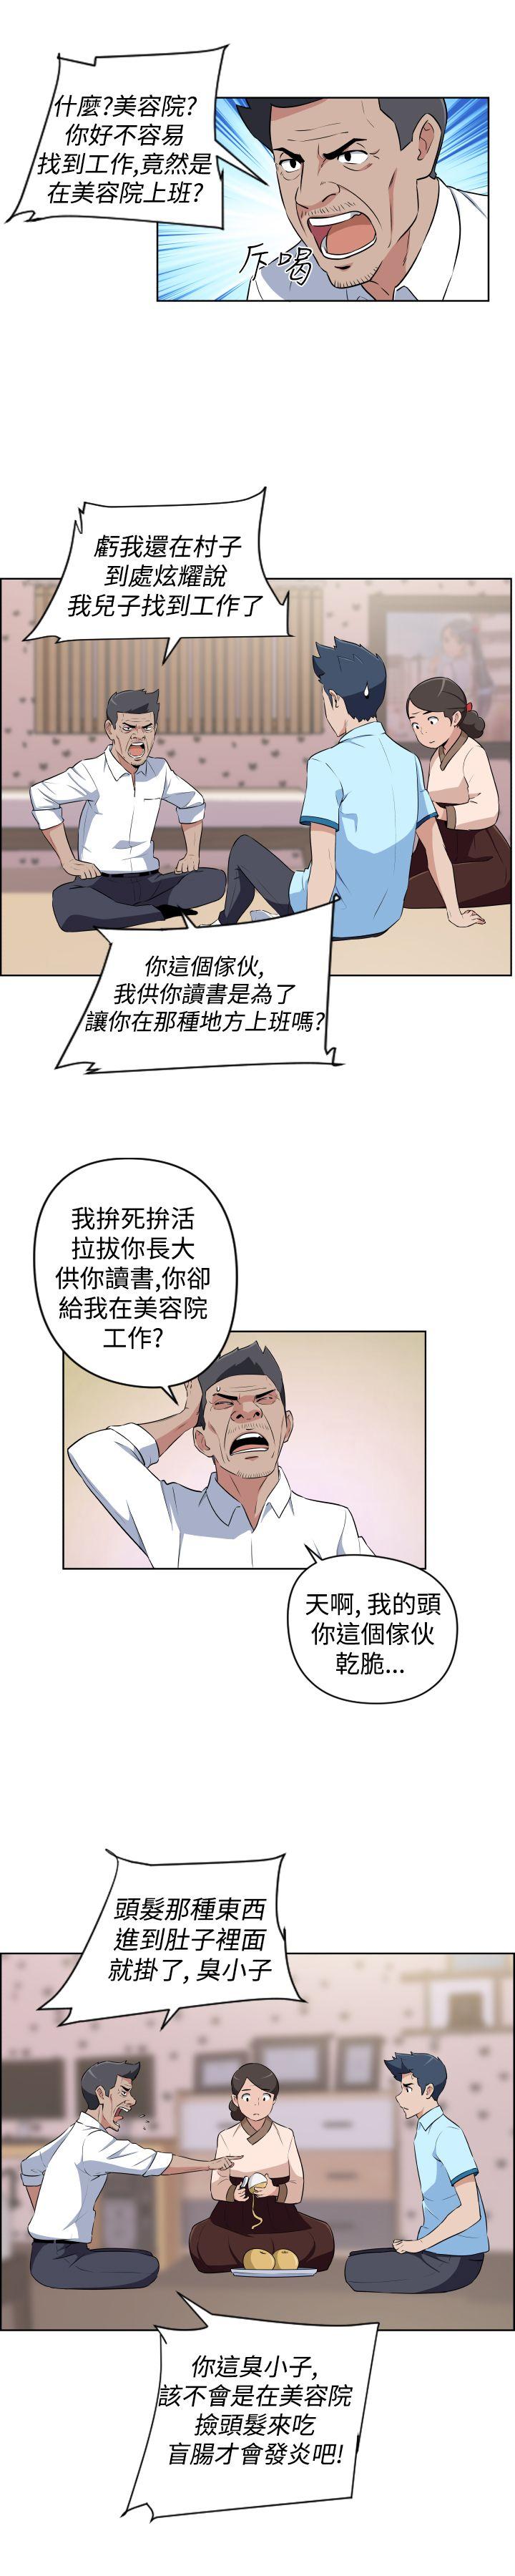 什麼?美容院?
你好不容易
找到工作,竟然是
在美容院上班?
斥喝
虧我還在村子
到處炫耀說
我兒子找到工作了
你這個傢伙,
我供你讀書是為了
讓你在那種地方上班嗎?
我拚死拚活
拉拔你長大
供你讀書,你卻
給我在美容院
工作?
天啊, 我的頭
你這個傢伙
乾脆...
頭髮那種東西
進到肚子裡面
就掛了, 臭小子
你這臭小子,
該不會是在美容院
撿頭髮來吃
盲腸才會發炎吧!